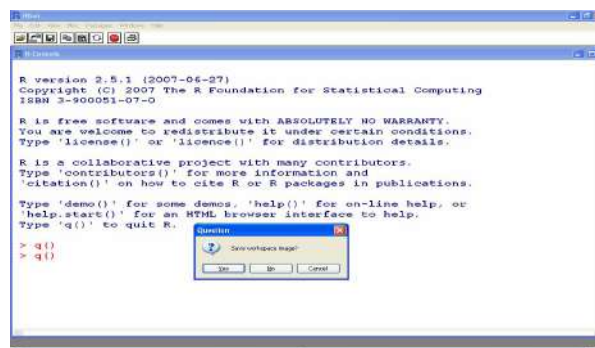 R Console
R version 2.5.1 (2007-06-27)
Copyright (C) 2007 The R Foundation for Statistical Computing
ISBN 3-900051-07-0
R is free software and comes with ABSOLUTELY NO WARRANTY.
You are welcome to redistribute it under certain conditions.
Type 'license()' or 'licence()' for distribution details.
R is a collaborative project with many contributors.
Type 'contributors()' for more information and
'citation()' on how to cite R or R packages in publications.
Type 'demo()' for some demos, 'help()' for on-line help, or
'help.start()' for an HTML browser interface to help.
Type 'q()' to quit R.
> q()
> q()
Question
Save workspace image?
Yes No Cancel